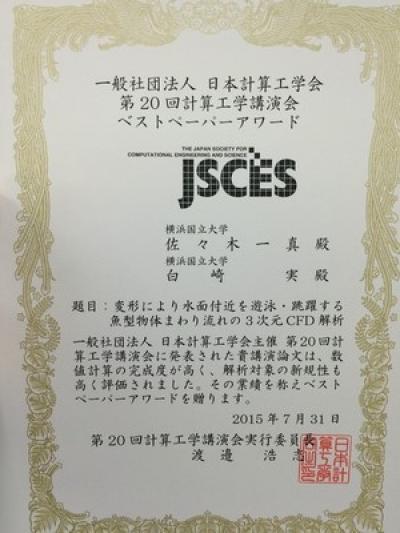 一般社団法人 日本計算工学会
第20回計算工学講演会
ベストペーパーアワード
THE JAPAN SOCIETY FOR
COMPUTATIONAL ENGINEERING AND SCIENCE
JSCES
横浜国立大学
佐々木一真殿
横浜国立大学
白崎 実殿
題目：変形により水面付近を遊泳・跳躍する
魚型物体まわり流れの3次元CFD解析
一般社団法人 日本計算工学会主催 第20回計
算工学講演会に発表された貴講演論文は、数
値計算の完成度が高く、解析対象の新規性も
高く評価されました。その業績を称えベスト
ペーパーアワードを贈ります。
2015年7月31日
第20回計算工学講演会実行委員長
渡邊 浩志